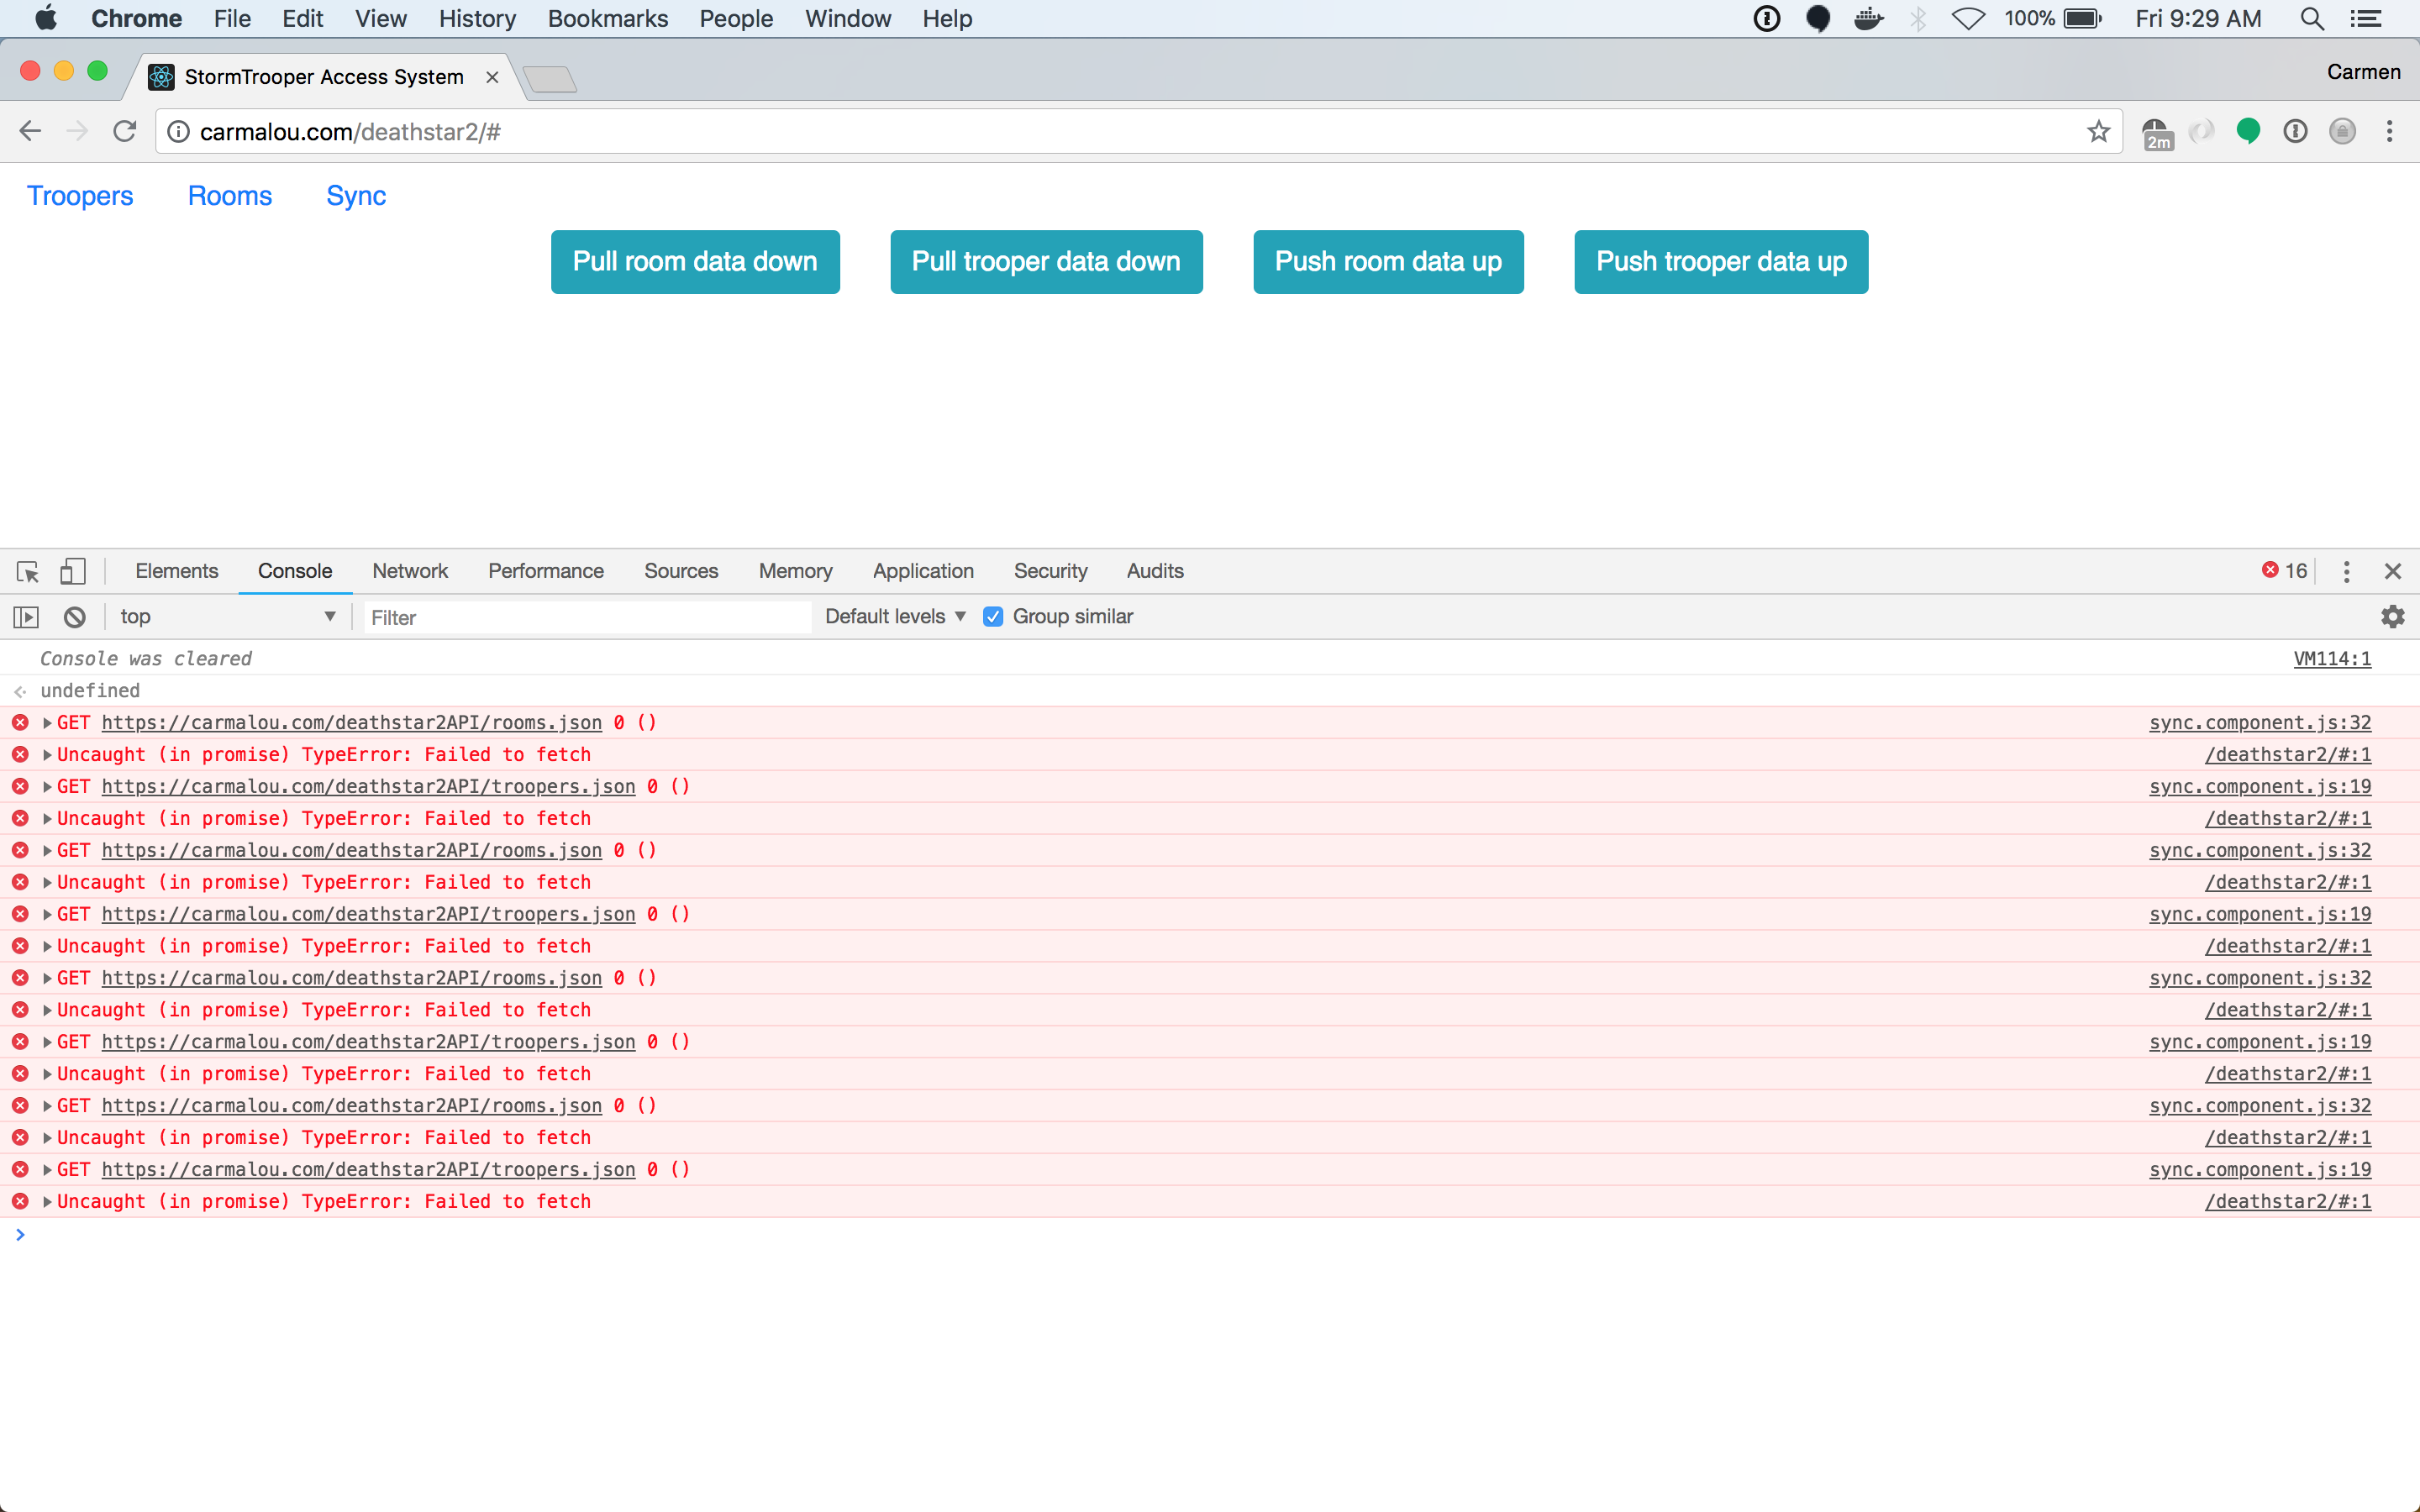 Chrome File Edit View History Bookmarks People Window Help 100% Fri 9:29 AM
StormTrooper Access System Carmen
carmalou.com/deathstar2/# 2m
Troopers Rooms Sync
Pull room data down Pull trooper data down Push room data up Push trooper data up
Elements Console Network Performance Sources Memory Application Security Audits 16
top Filter Default levels Group similar
Console was cleared VM114:1
undefined
GET https://carmalou.com/deathstar2API/rooms.json 0 () sync.component.js:32
Uncaught (in promise) TypeError: Failed to fetch /deathstar2/#:1
GET https://carmalou.com/deathstar2API/troopers.json 0 () sync.component.js:19
Uncaught (in promise) TypeError: Failed to fetch /deathstar2/#:1
GET https://carmalou.com/deathstar2API/rooms.json 0 () sync.component.js:32
Uncaught (in promise) TypeError: Failed to fetch /deathstar2/#:1
GET https://carmalou.com/deathstar2API/troopers.json 0 () sync.component.js:19
Uncaught (in promise) TypeError: Failed to fetch /deathstar2/#:1
GET https://carmalou.com/deathstar2API/rooms.json 0 () sync.component.js:32
Uncaught (in promise) TypeError: Failed to fetch /deathstar2/#:1
GET https://carmalou.com/deathstar2API/troopers.json 0 () sync.component.js:19
Uncaught (in promise) TypeError: Failed to fetch /deathstar2/#:1
GET https://carmalou.com/deathstar2API/rooms.json 0 () sync.component.js:32
Uncaught (in promise) TypeError: Failed to fetch /deathstar2/#:1
GET https://carmalou.com/deathstar2API/troopers.json 0 () sync.component.js:19
Uncaught (in promise) TypeError: Failed to fetch /deathstar2/#:1